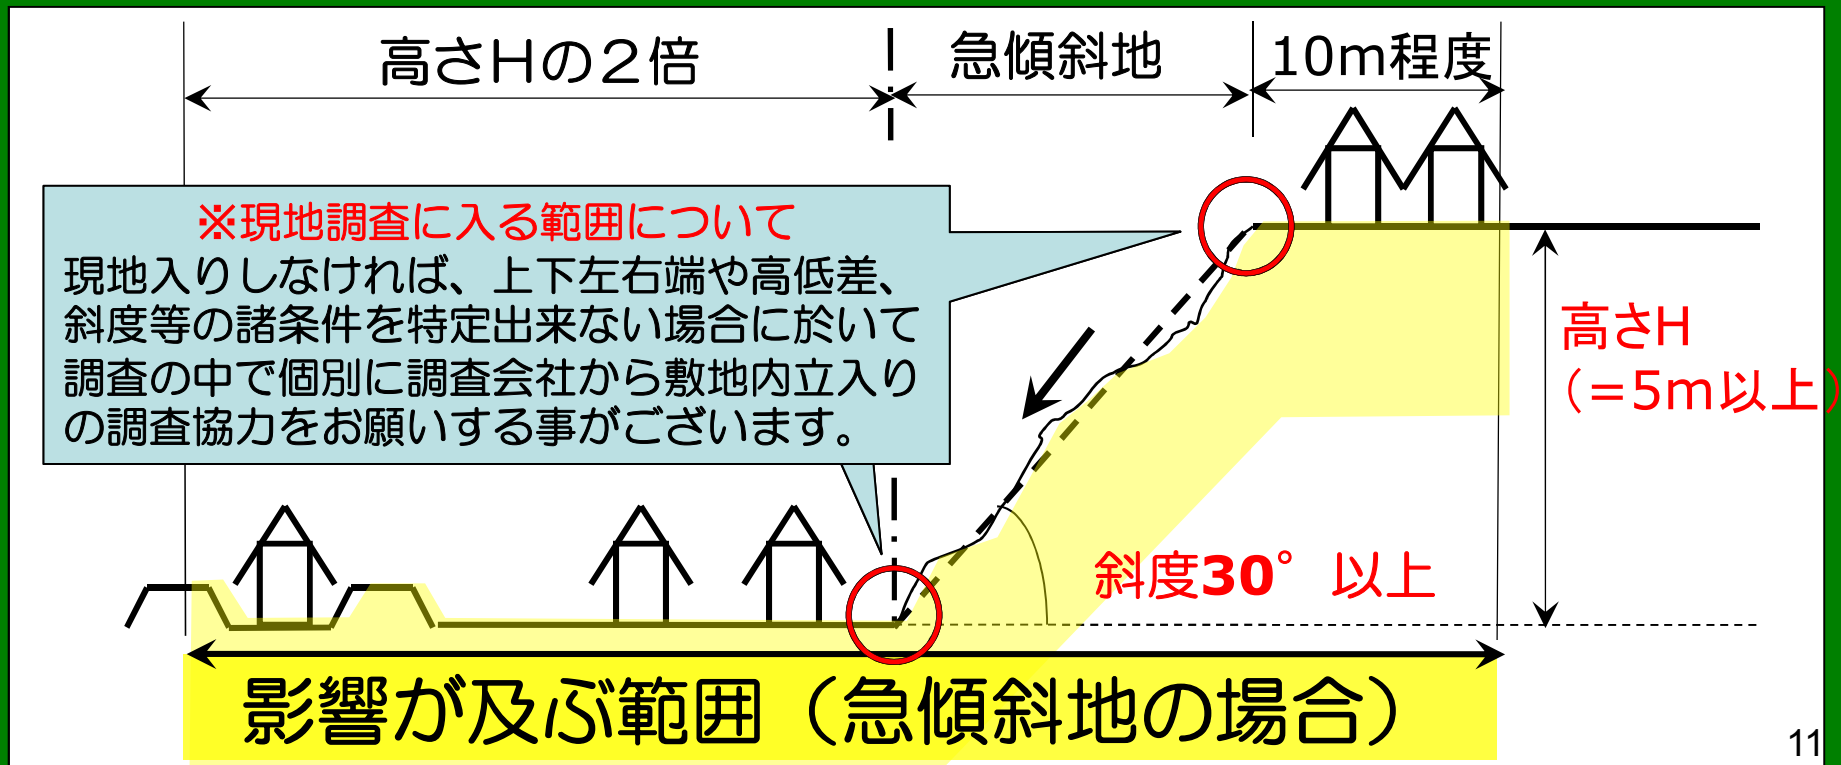 高さHの２倍
急傾斜地
10m程度
※現地調査に入る範囲について
現地入りしなければ、上下左右端や高低差、
斜度等の諸条件を特定出来ない場合に於いて
調査の中で個別に調査会社から敷地内立入り
の調査協力をお願いする事がございます。
高さH
（=5m以上）
斜度30°以上
影響が及ぶ範囲（急傾斜地の場合）
11